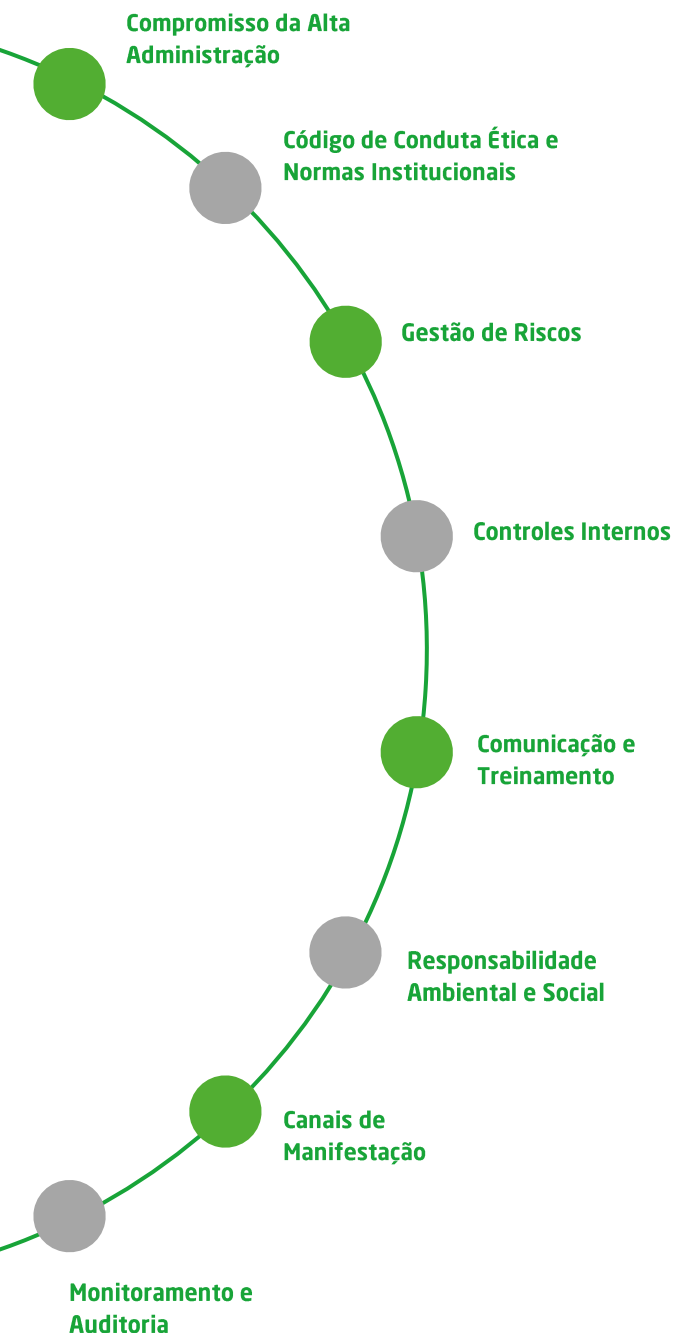 Compromisso da Alta
Administração
Código de Conduta Ética e
Normas Institucionais
Gestão de Riscos
Controles Internos
Comunicação e
Treinamento
Responsabilidade
Ambiental e Social
Canais de
Manifestação
Monitoramento e
Auditoria